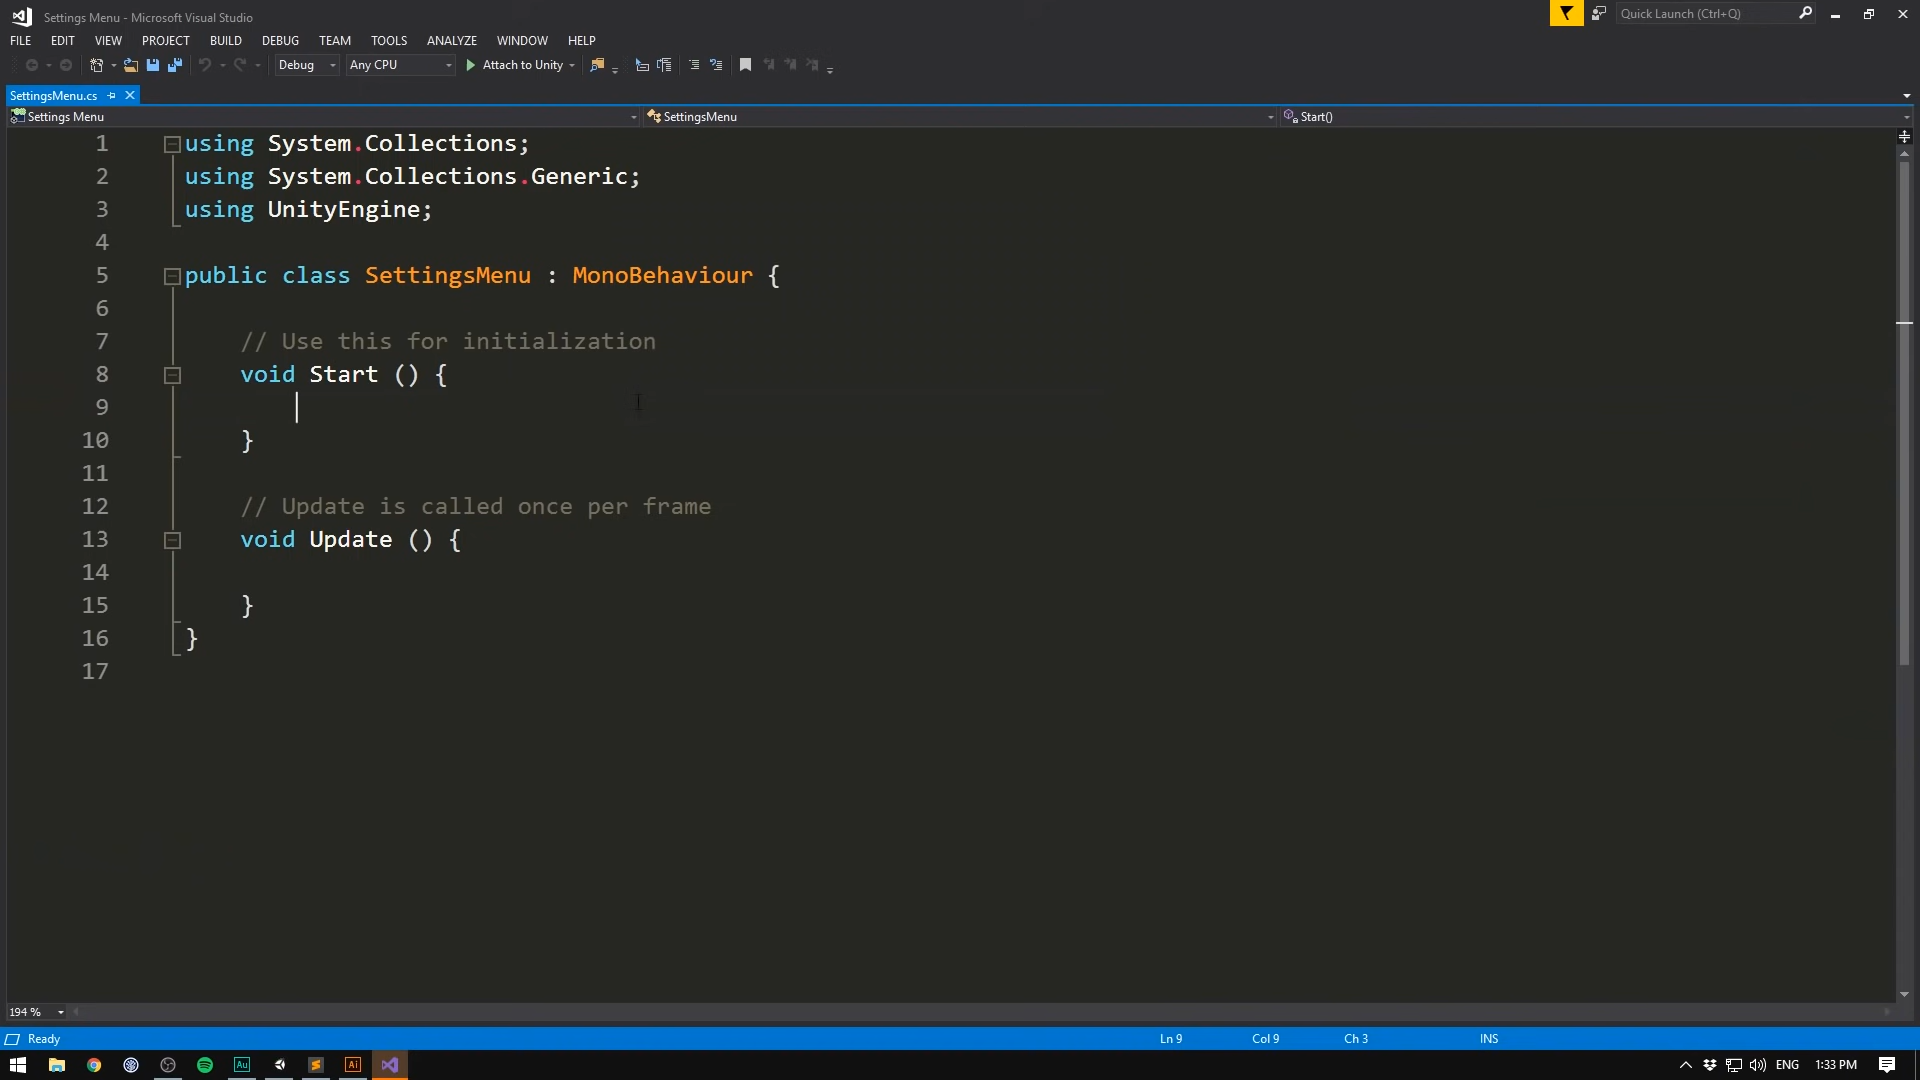 Settings Menu - Microsoft Visual Studio
Quick Launch (Ctrl+Q)
FILE EDIT VIEW PROJECT BUILD DEBUG TEAM TOOLS ANALYZE WINDOW HELP
Debug Any CPU Attach to Unity
SettingsMenu.cs
Settings Menu SettingsMenu Start()
1 using System.Collections;
2 using System.Collections.Generic;
3 using UnityEngine;
4
5 public class SettingsMenu : MonoBehaviour {
6
7 // Use this for initialization
8 void Start () {
9
10 }
11
12 // Update is called once per frame
13 void Update () {
14
15 }
16 }
17
194 %
Ready Ln 9 Col 9 Ch 3 INS
Au Ai ENG 1:33 PM